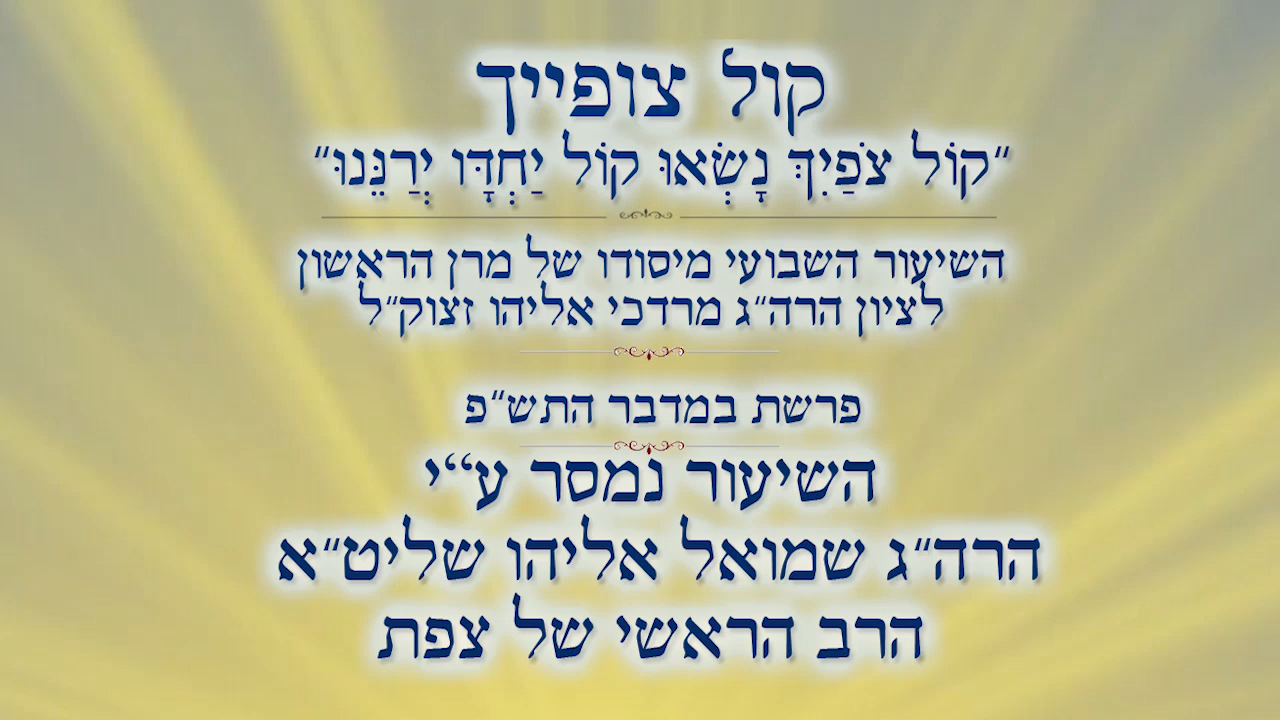 קול צופייך
"קוֹל צֹפַיִךְ נָשְׂאוּ קוֹל יַחְדָּו יְרַנֵּנוּ"
השיעור השבועי מיסודו של מרן הראשון
לציון הרה"ג מרדכי אליהו זצוק"ל
פרשת במדבר התש"פ
השיעור נמסר ע"י
הרה"ג שמואל אליהו שליט"א
הרב הראשי של צפת